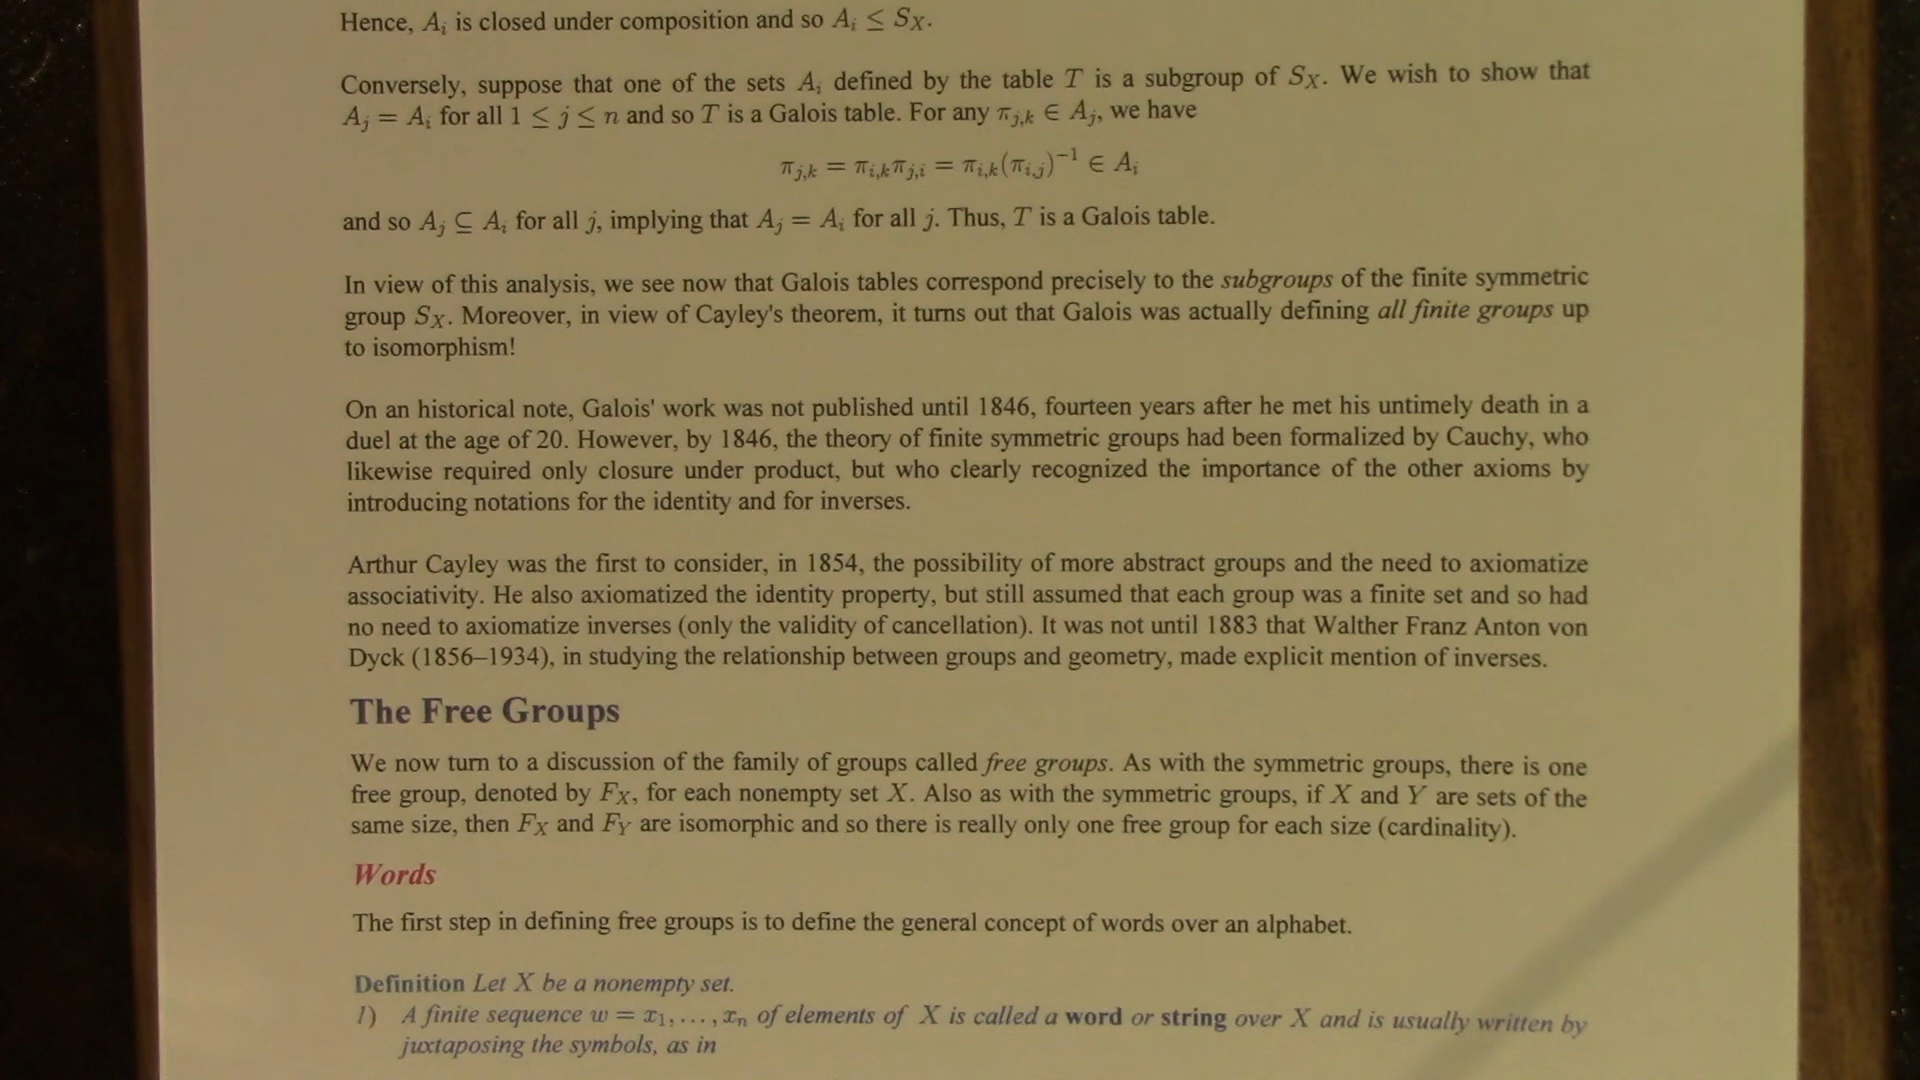 Hence, Aᵢ is closed under composition and so Aᵢ ≤ S_X.
Conversely, suppose that one of the sets Aᵢ defined by the table T is a subgroup of S_X. We wish to show that
A_j = A_i for all 1 ≤ j ≤ n and so T is a Galois table. For any π_{j,k} ∈ A_j, we have
π_{j,k} = π_{i,k}π_{j,i} = π_{i,k}(π_{i,j})^{-1} ∈ A_i
and so A_j ⊆ A_i for all j, implying that A_j = A_i for all j. Thus, T is a Galois table.
In view of this analysis, we see now that Galois tables correspond precisely to the subgroups of the finite symmetric
group S_X. Moreover, in view of Cayley's theorem, it turns out that Galois was actually defining all finite groups up
to isomorphism!
On an historical note, Galois' work was not published until 1846, fourteen years after he met his untimely death in a
duel at the age of 20. However, by 1846, the theory of finite symmetric groups had been formalized by Cauchy, who
likewise required only closure under product, but who clearly recognized the importance of the other axioms by
introducing notations for the identity and for inverses.
Arthur Cayley was the first to consider, in 1854, the possibility of more abstract groups and the need to axiomatize
associativity. He also axiomatized the identity property, but still assumed that each group was a finite set and so had
no need to axiomatize inverses (only the validity of cancellation). It was not until 1883 that Walther Franz Anton von
Dyck (1856–1934), in studying the relationship between groups and geometry, made explicit mention of inverses.
The Free Groups
We now turn to a discussion of the family of groups called free groups. As with the symmetric groups, there is one
free group, denoted by F_X, for each nonempty set X. Also as with the symmetric groups, if X and Y are sets of the
same size, then F_X and F_Y are isomorphic and so there is really only one free group for each size (cardinality).
Words
The first step in defining free groups is to define the general concept of words over an alphabet.
Definition Let X be a nonempty set.
1) A finite sequence w = x₁, … , x_n of elements of X is called a word or string over X and is usually written by
juxtaposing the symbols, as in